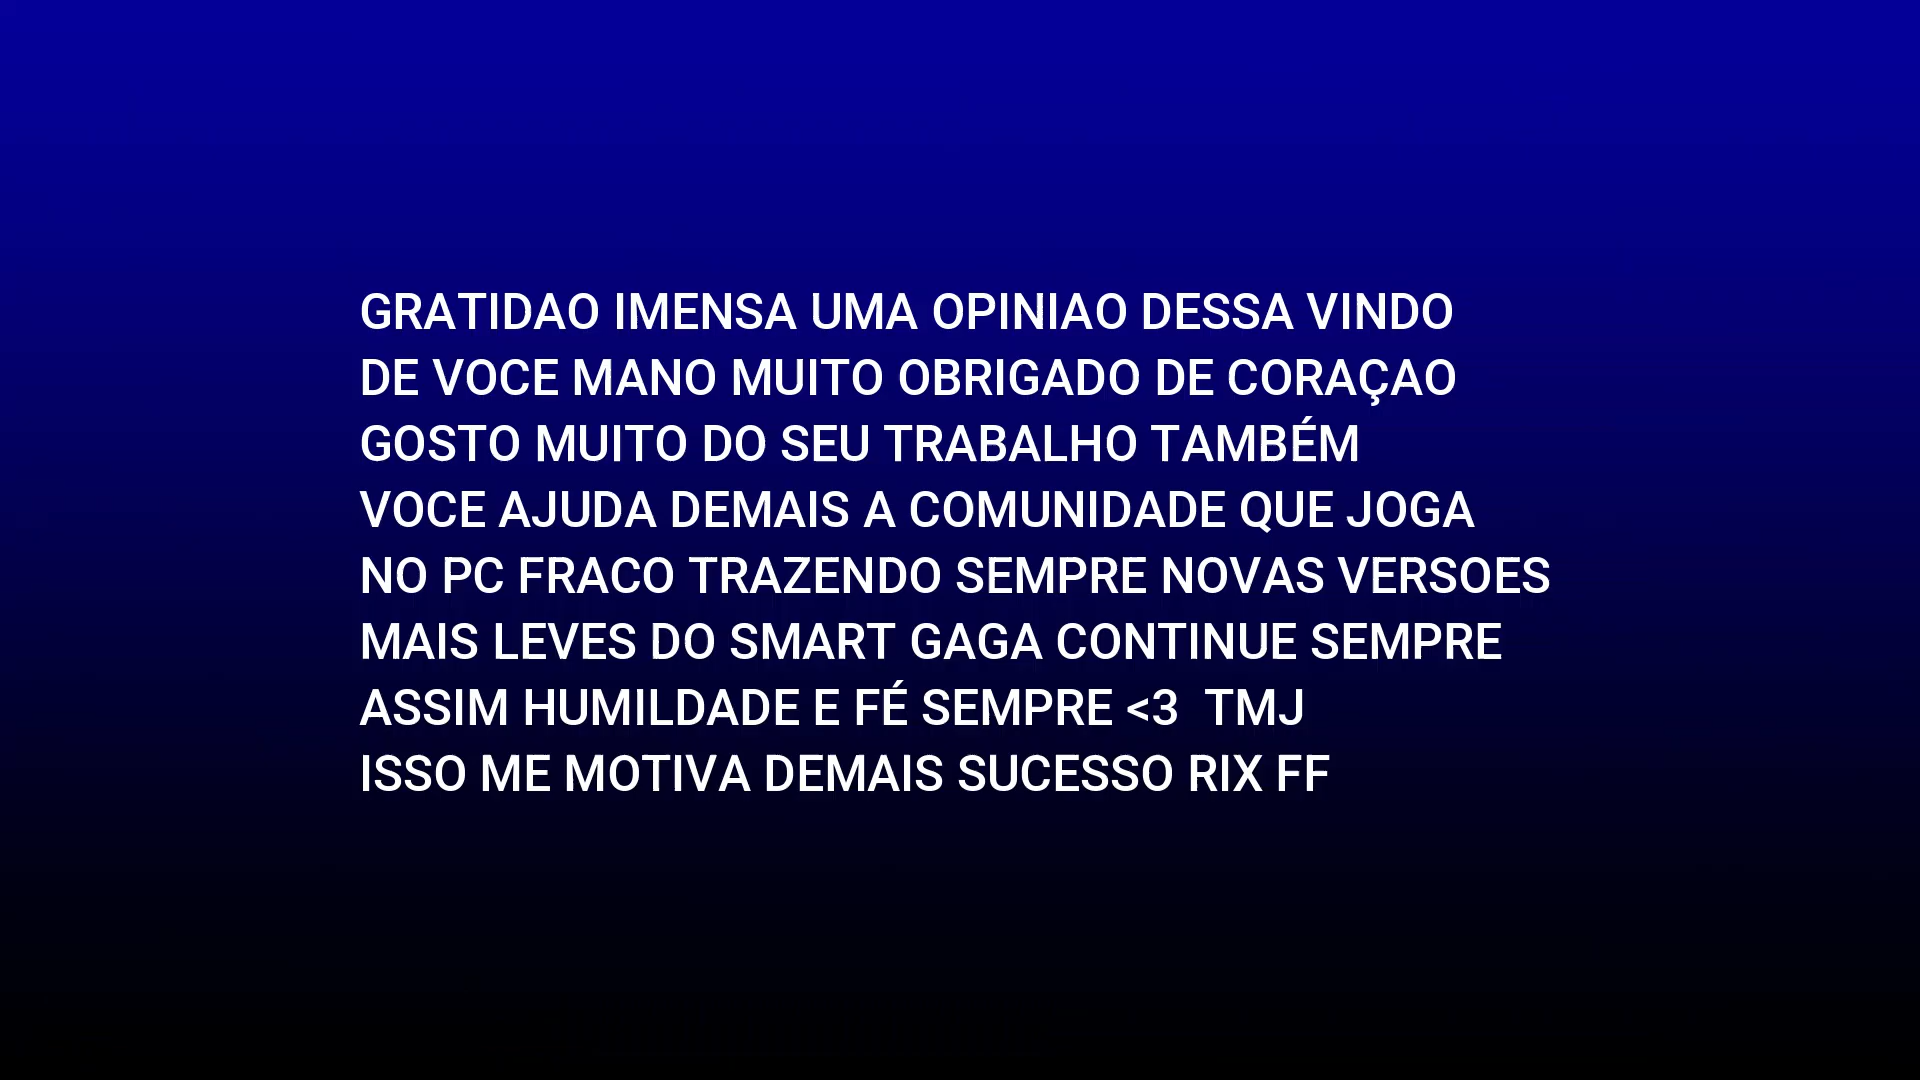 GRATIDAO IMENSA UMA OPINIAO DESSA VINDO
DE VOCE MANO MUITO OBRIGADO DE CORAÇAO
GOSTO MUITO DO SEU TRABALHO TAMBÉM
VOCE AJUDA DEMAIS A COMUNIDADE QUE JOGA
NO PC FRACO TRAZENDO SEMPRE NOVAS VERSOES
MAIS LEVES DO SMART GAGA CONTINUE SEMPRE
ASSIM HUMILDADE E FÉ SEMPRE <3  TMJ
ISSO ME MOTIVA DEMAIS SUCESSO RIX FF